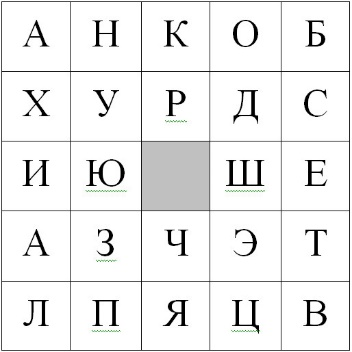 А Н К О Б
Х У Р Д С
И Ю Ш Е
А З Ч Э Т
Л П Я Ц В